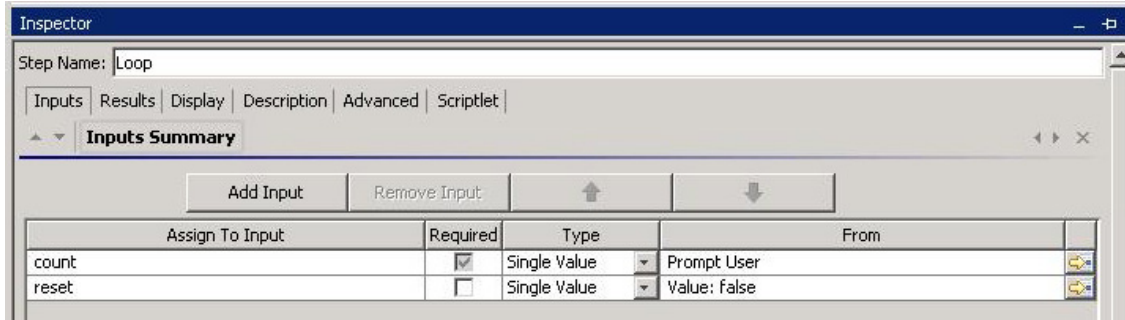 Inspector
Step Name: Loop
Inputs Results Display Description Advanced Scriptlet
Inputs Summary
Add Input Remove Input
Assign To Input Required Type From
count Single Value Prompt User
reset Single Value Value: false